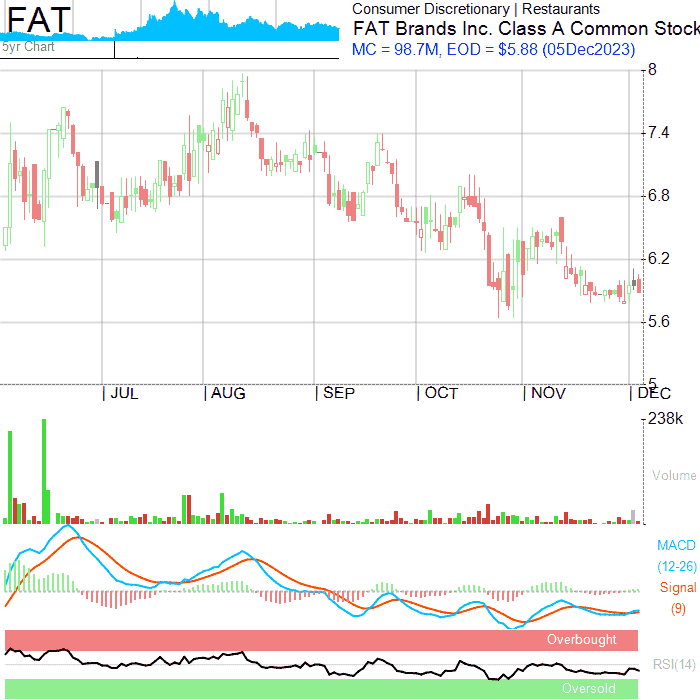 FAT
5yr Chart
Consumer Discretionary | Restaurants
FAT Brands Inc. Class A Common Stock
MC = 98.7M, EOD = $5.88 (05Dec2023)
8
7.4
6.8
6.2
5.6
5
JUL
AUG
SEP
OCT
NOV
DEC
238k
Volume
MACD
(12-26)
Signal
(9)
Overbought
RSI(14)
Oversold